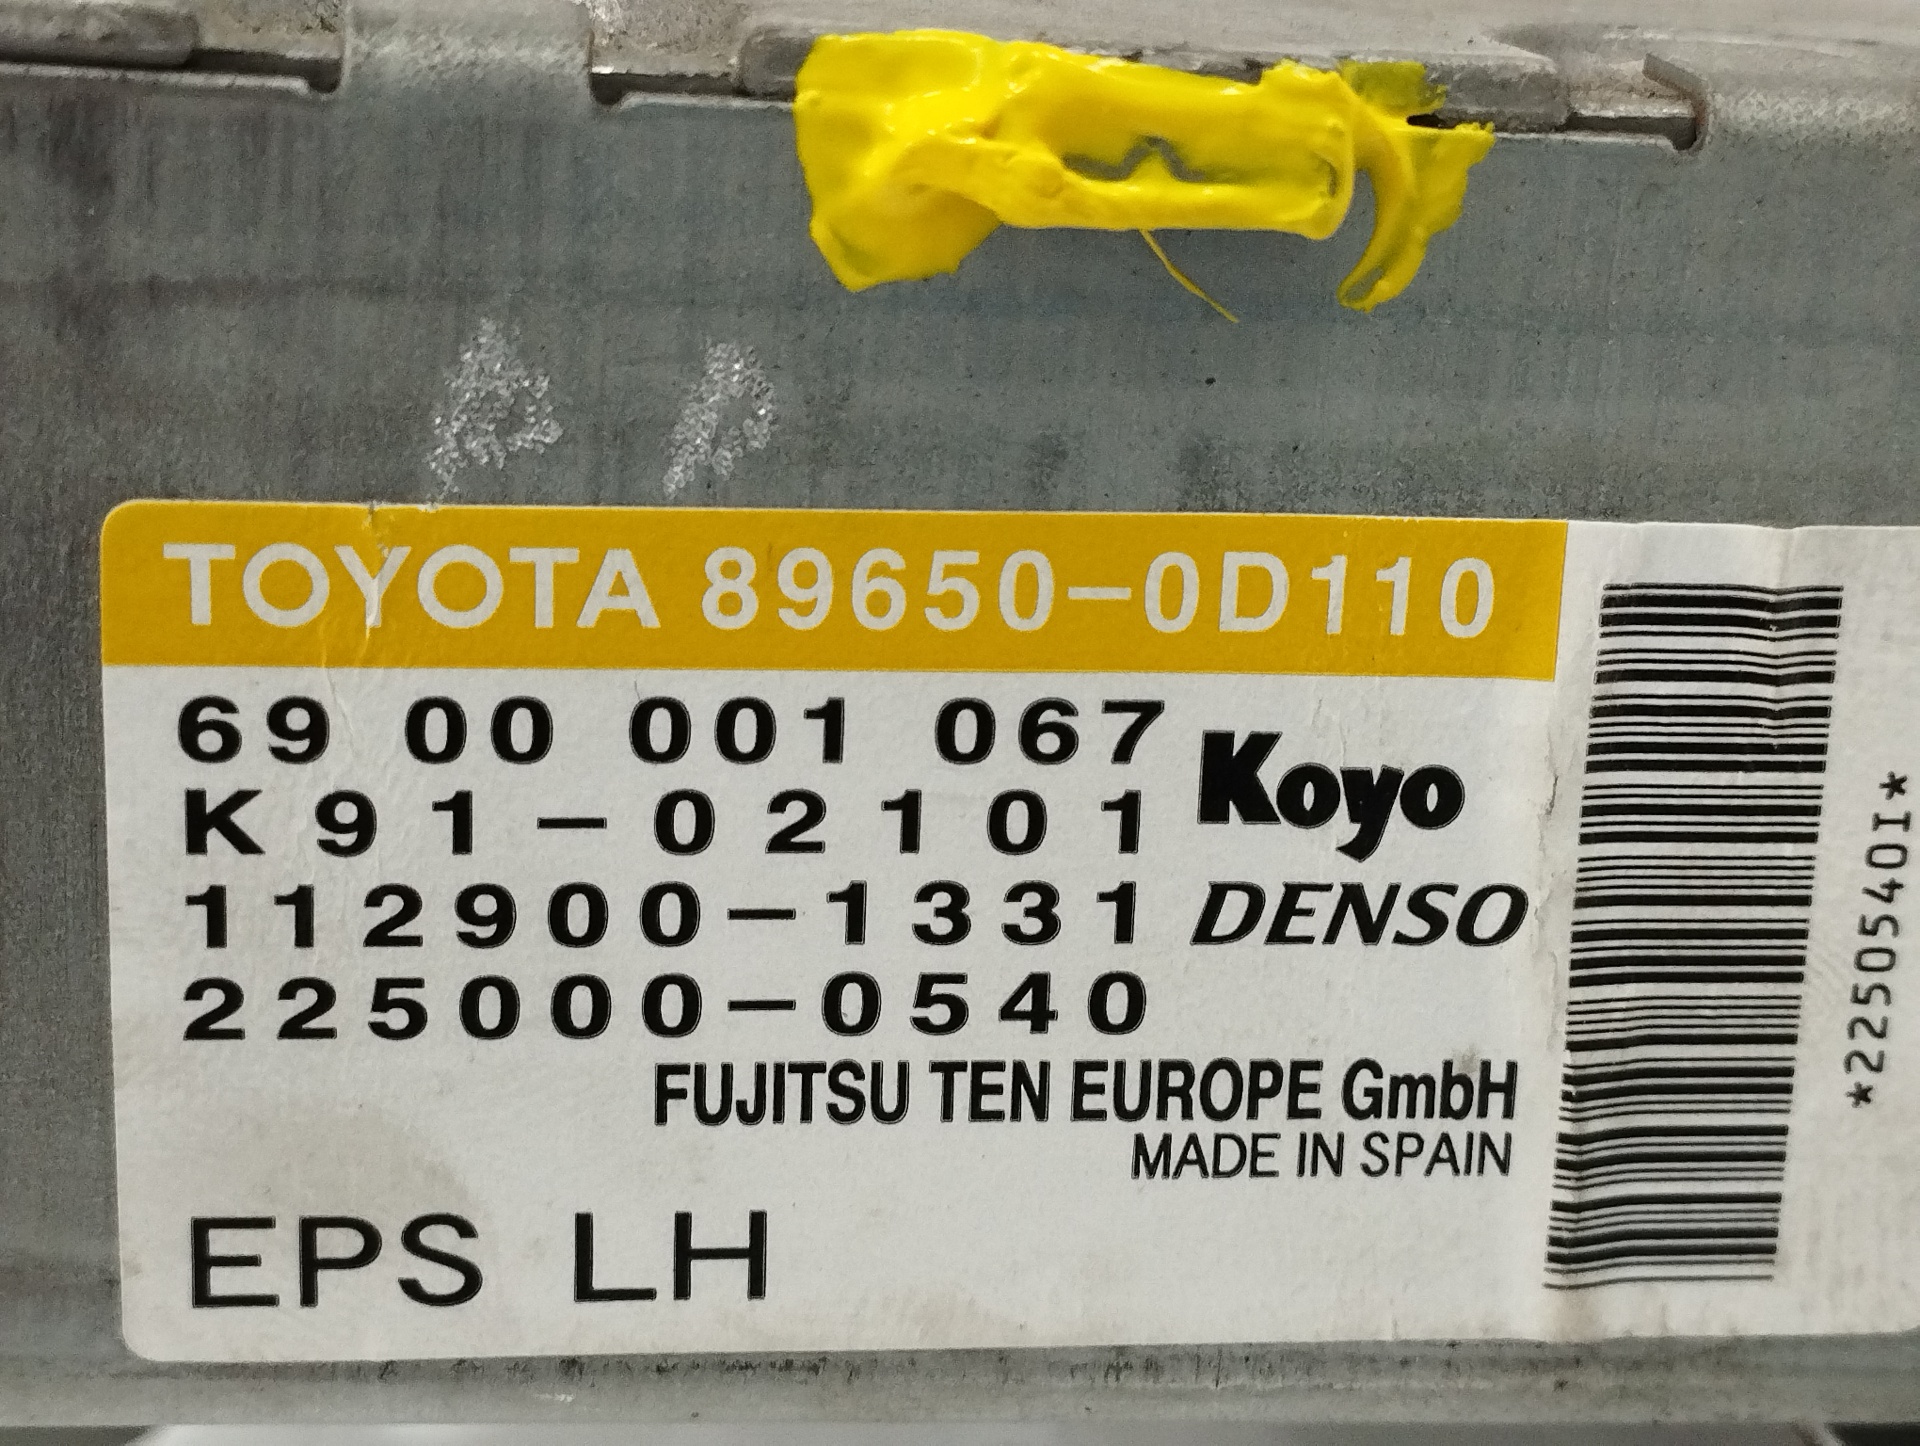 TOYOTA 89650-0D110
69 00 001 067
K91-02101 Koyo
112900-1331 DENSO
225000-0540
FUJITSU TEN EUROPE GmbH
MADE IN SPAIN
EPS LH
*2250540I*